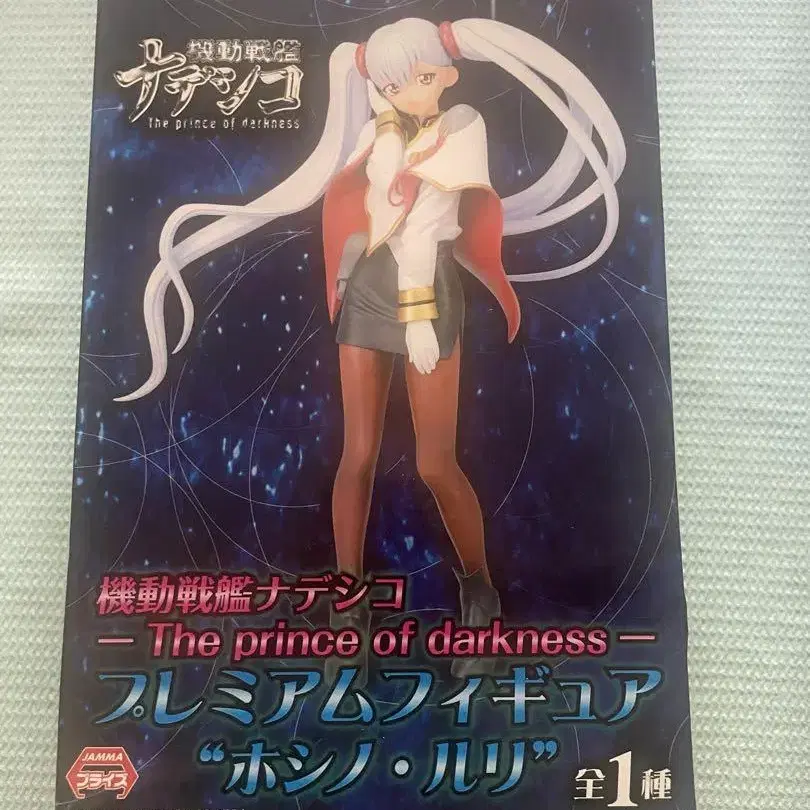 機動戦艦
ナデシコ
The prince of darkness
機動戦艦ナデシコ
— The prince of darkness —
プレミアムフィギュア
“ホシノ・ルリ”
JAMMA
プライズ
全1種